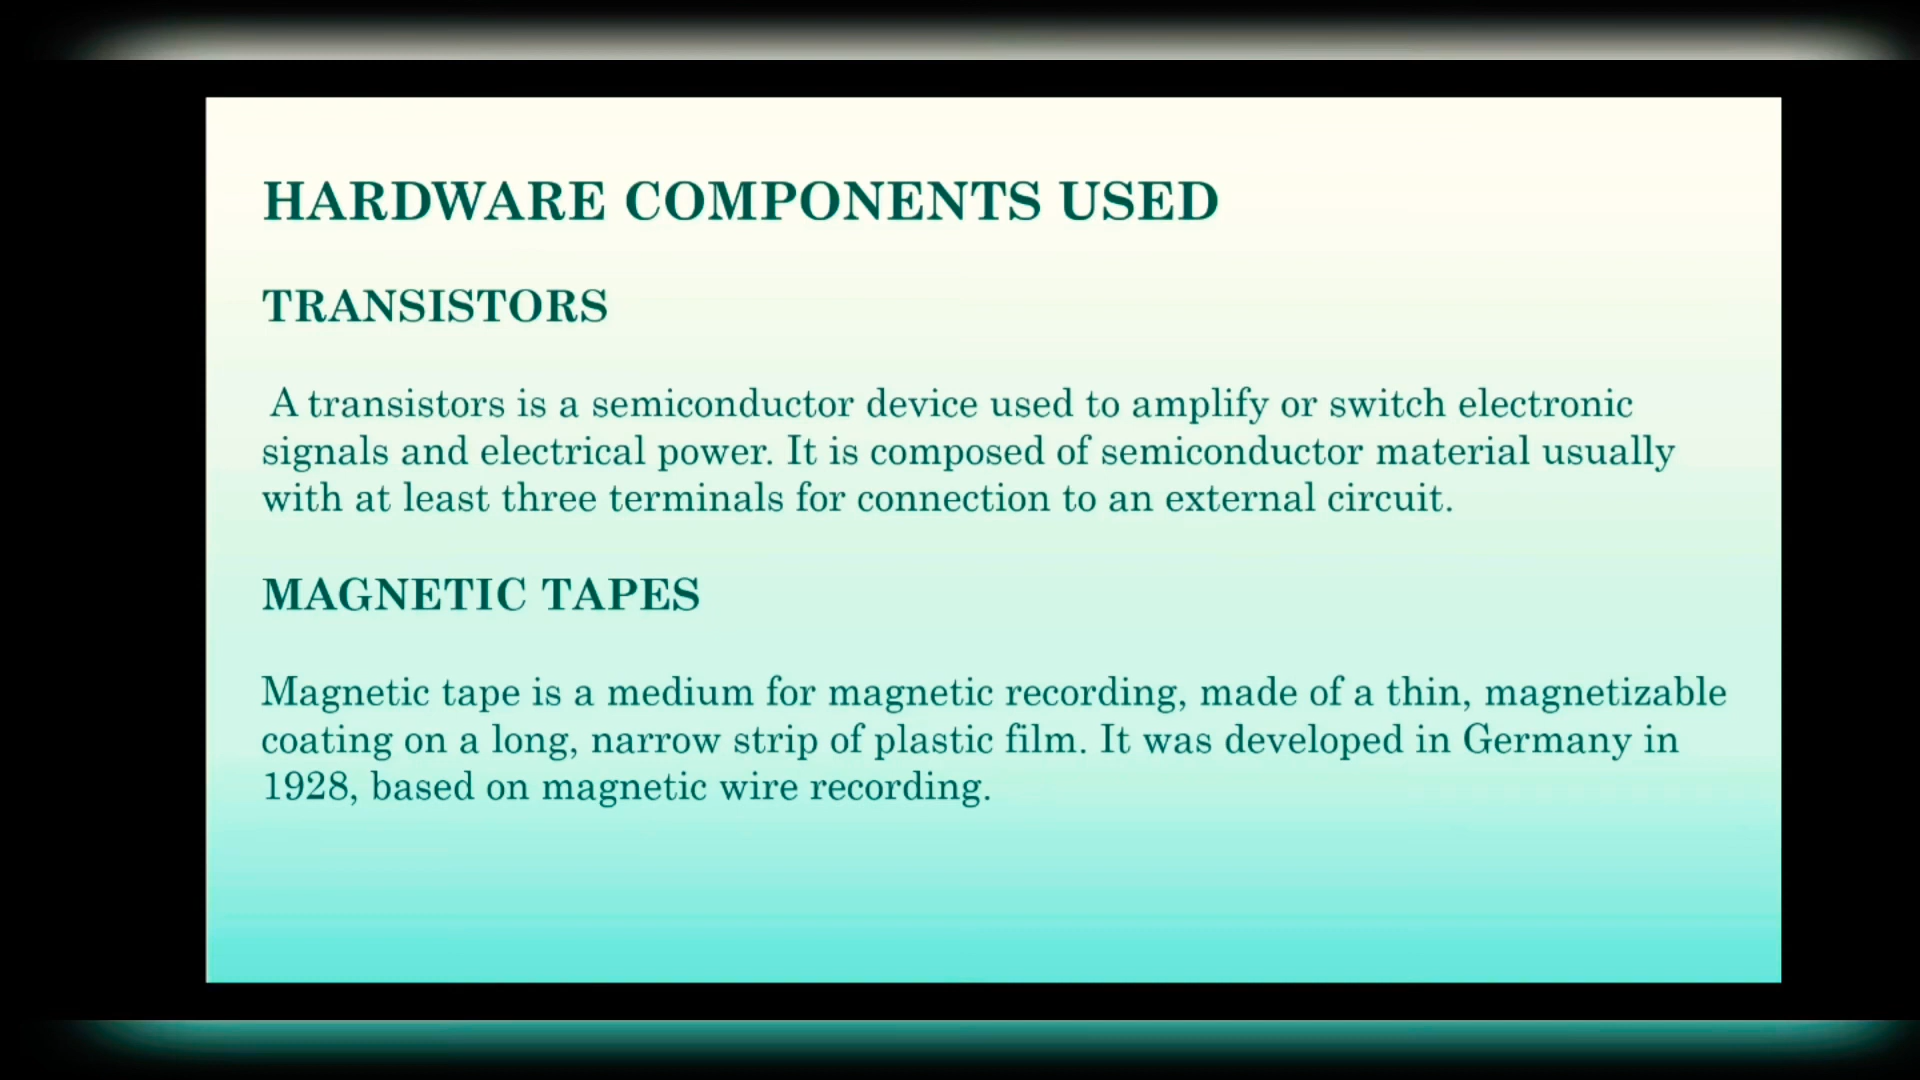 HARDWARE COMPONENTS USED
TRANSISTORS
A transistors is a semiconductor device used to amplify or switch electronic
signals and electrical power. It is composed of semiconductor material usually
with at least three terminals for connection to an external circuit.
MAGNETIC TAPES
Magnetic tape is a medium for magnetic recording, made of a thin, magnetizable
coating on a long, narrow strip of plastic film. It was developed in Germany in
1928, based on magnetic wire recording.